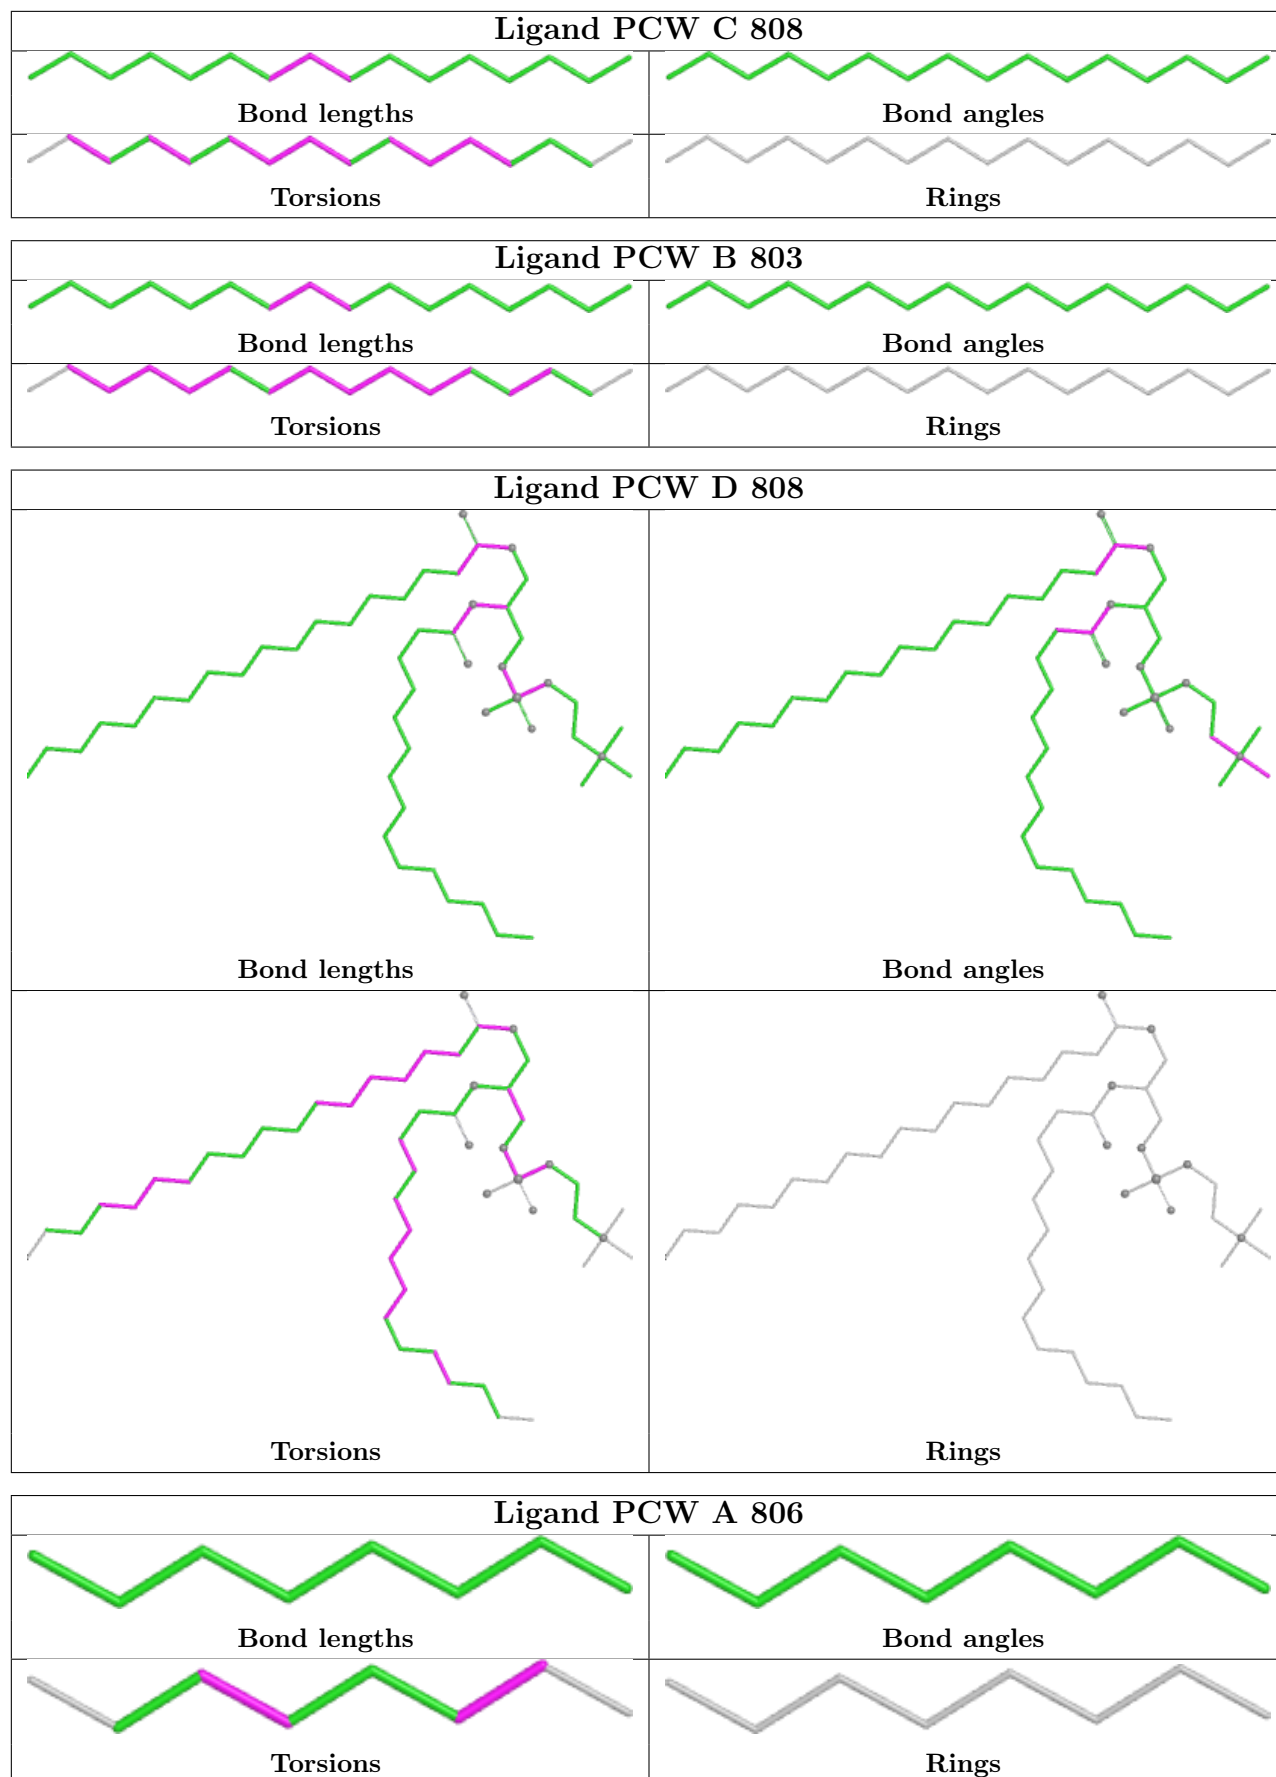 Ligand PCW C 808
Bond lengths
Bond angles
Torsions
Rings
Ligand PCW B 803
Bond lengths
Bond angles
Torsions
Rings
Ligand PCW D 808
Bond lengths
Bond angles
Torsions
Rings
Ligand PCW A 806
Bond lengths
Bond angles
Torsions
Rings